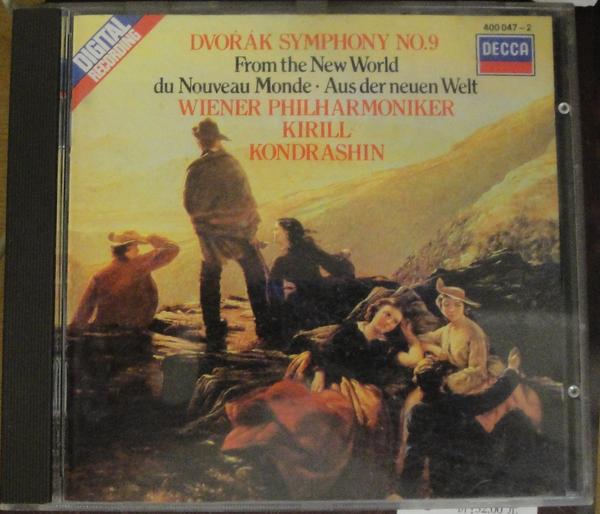 DIGITAL
RECORDING
400 047-2
DECCA
DVOŘÁK SYMPHONY NO.9
From the New World
du Nouveau Monde · Aus der neuen Welt
WIENER PHILHARMONIKER
KIRILL
KONDRASHIN